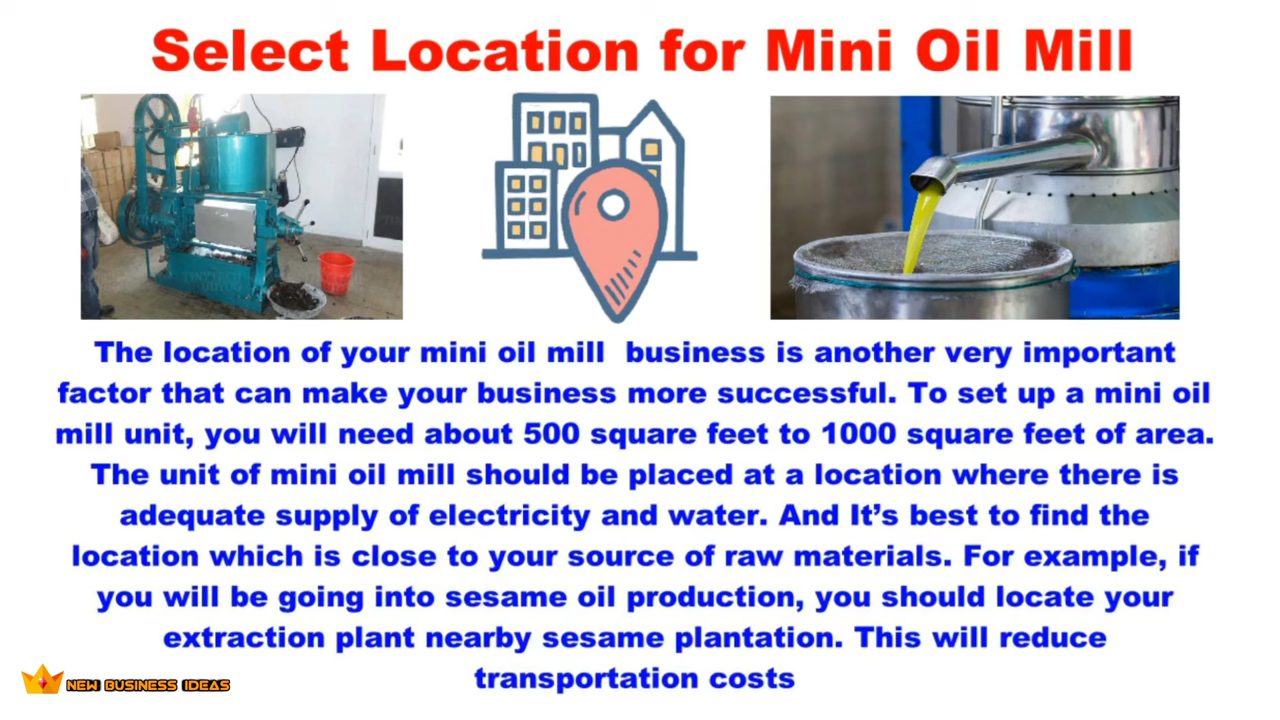 Select Location for Mini Oil Mill
The location of your mini oil mill business is another very important
factor that can make your business more successful. To set up a mini oil
mill unit, you will need about 500 square feet to 1000 square feet of area.
The unit of mini oil mill should be placed at a location where there is
adequate supply of electricity and water. And It’s best to find the
location which is close to your source of raw materials. For example, if
you will be going into sesame oil production, you should locate your
extraction plant nearby sesame plantation. This will reduce
transportation costs
NEW BUSINESS IDEAS